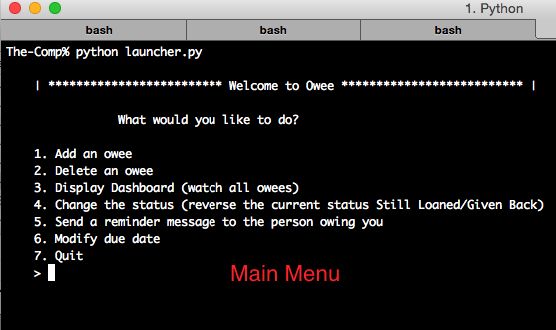 1. Python
bash bash bash
The-Comp% python launcher.py
| ************************* Welcome to Owee ************************** |
What would you like to do?
1. Add an owee
2. Delete an owee
3. Display Dashboard (watch all owees)
4. Change the status (reverse the current status Still Loaned/Given Back)
5. Send a reminder message to the person owing you
6. Modify due date
7. Quit
>
Main Menu